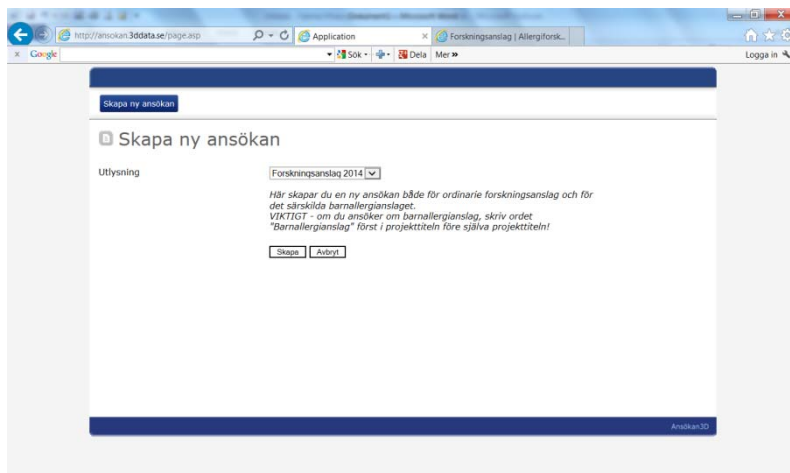 http://ansokan.3ddata.se/page.asp
Application
Forskningsanslag | Allergiforsk...
x Google
Sök
Dela
Mer »
Logga in
Skapa ny ansökan
Skapa ny ansökan
Utlysning
Forskningsanslag 2014
Här skapar du en ny ansökan både för ordinarie forskningsanslag och för
det särskilda barnallergianslaget.
VIKTIGT - om du ansöker om barnallergianslag, skriv ordet
"Barnallergianslag" först i projekttiteln före själva projekttiteln!
Skapa
Avbryt
Ansökan3D